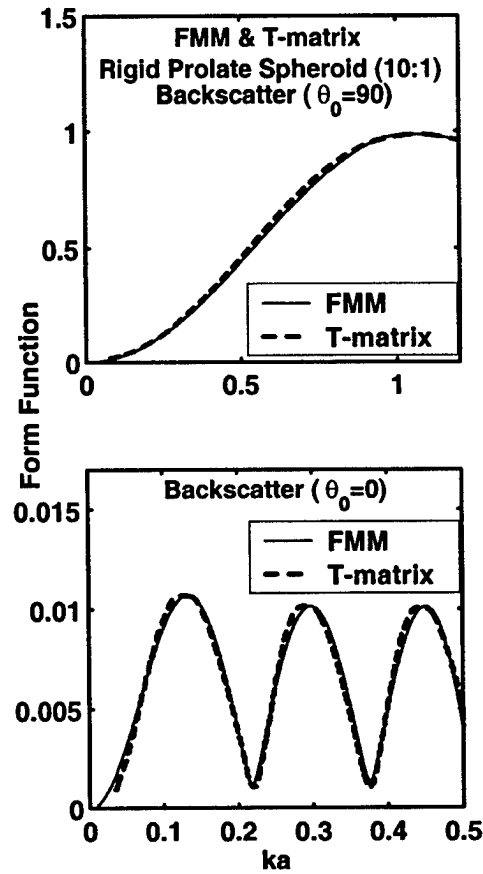 FMM & T-matrix
Rigid Prolate Spheroid (10:1)
Backscatter ( θ0=90)
1.5
1
0.5
0
FMM
T-matrix
0 0.5 1
Form Function
Backscatter ( θ0=0)
0.015
0.01
0.005
0
FMM
T-matrix
0 0.1 0.2 0.3 0.4 0.5
ka